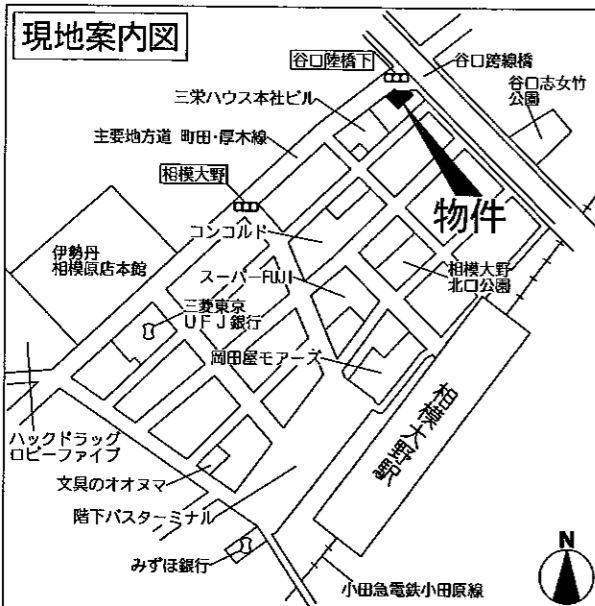 現地案内図
谷口陸橋下
谷口跨線橋
三栄ハウス本社ビル
谷口志女竹
公園
主要地方道 町田・厚木線
相模大野
物件
コンコルド
伊勢丹
相模原店本館
スーパーFUJI
相模大野
北口公園
三菱東京
UFJ銀行
岡田屋モアーズ
相模大野駅
ハックドラッグ
ロビーファイブ
文具のオオヌマ
階下バスターミナル
みずほ銀行
小田急電鉄小田原線
N